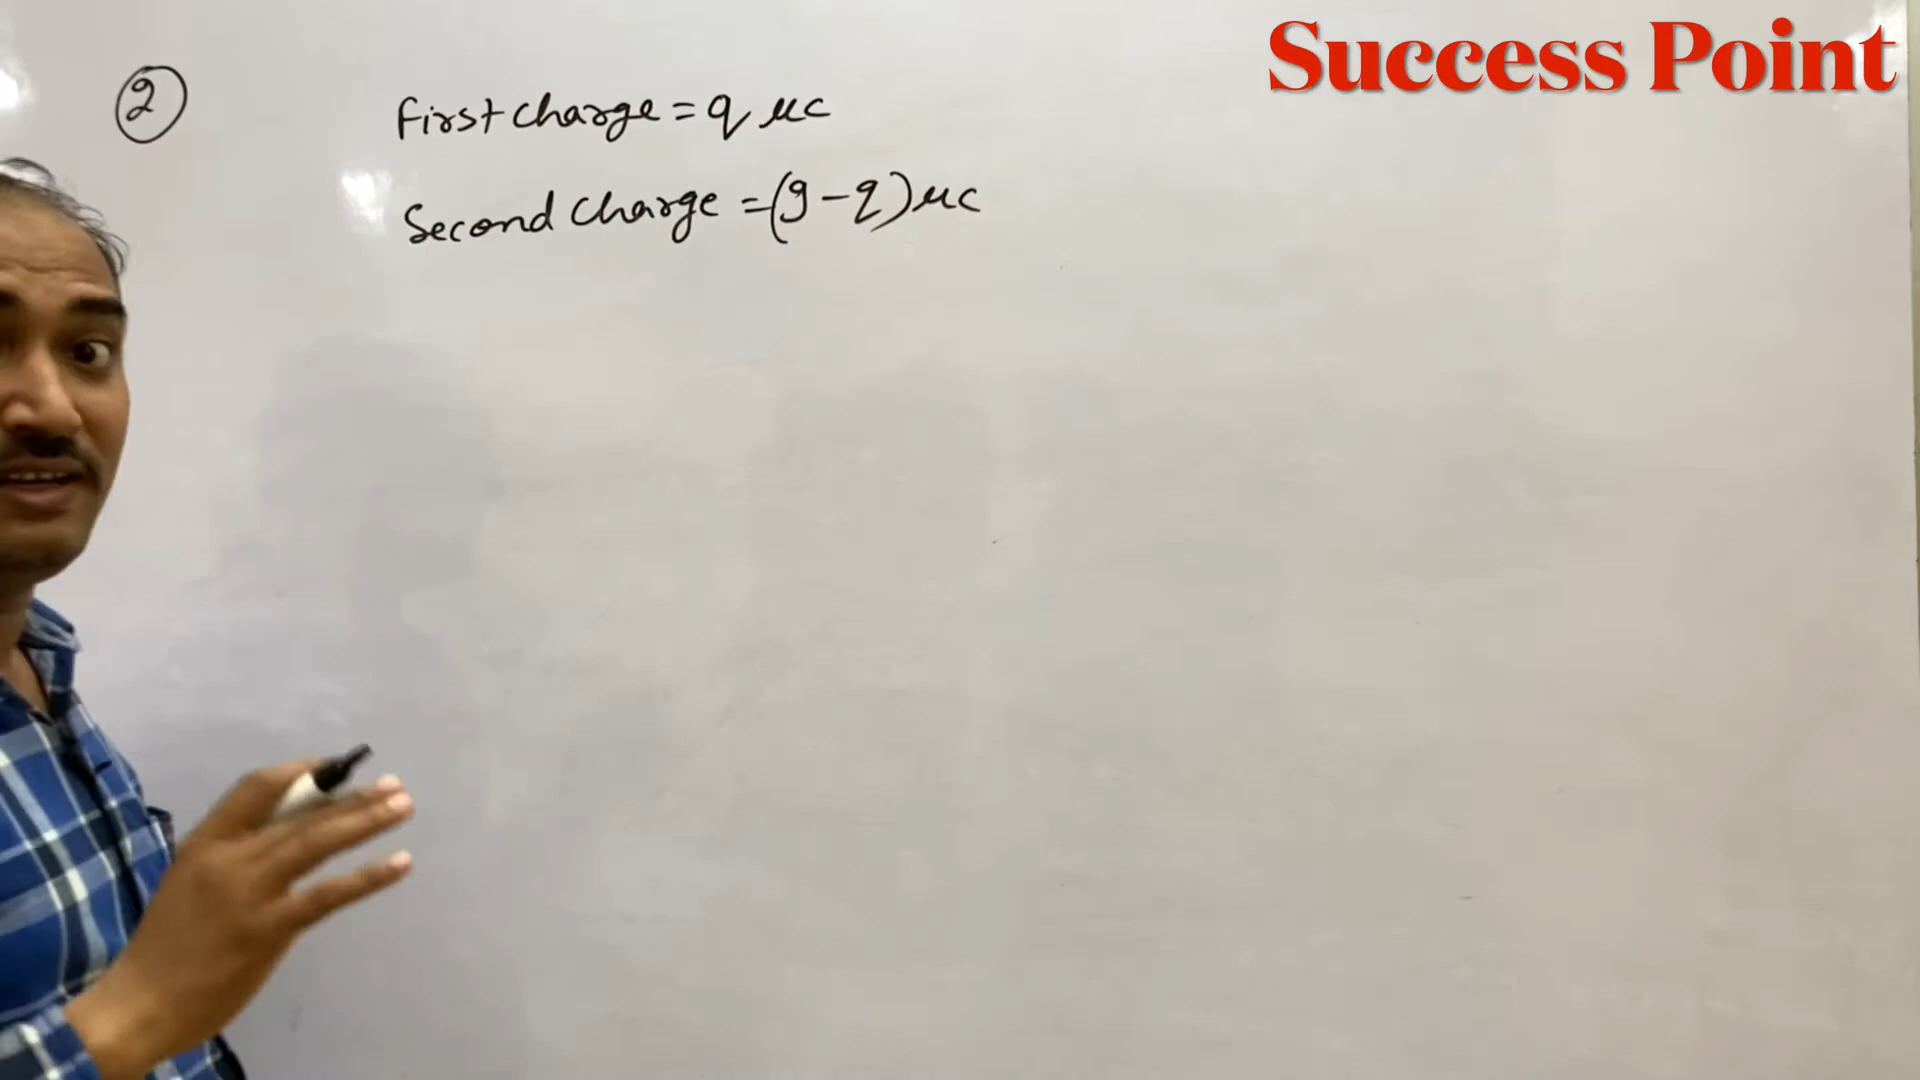 Success Point
2
First charge = q μc
Second charge = (9-q) μc